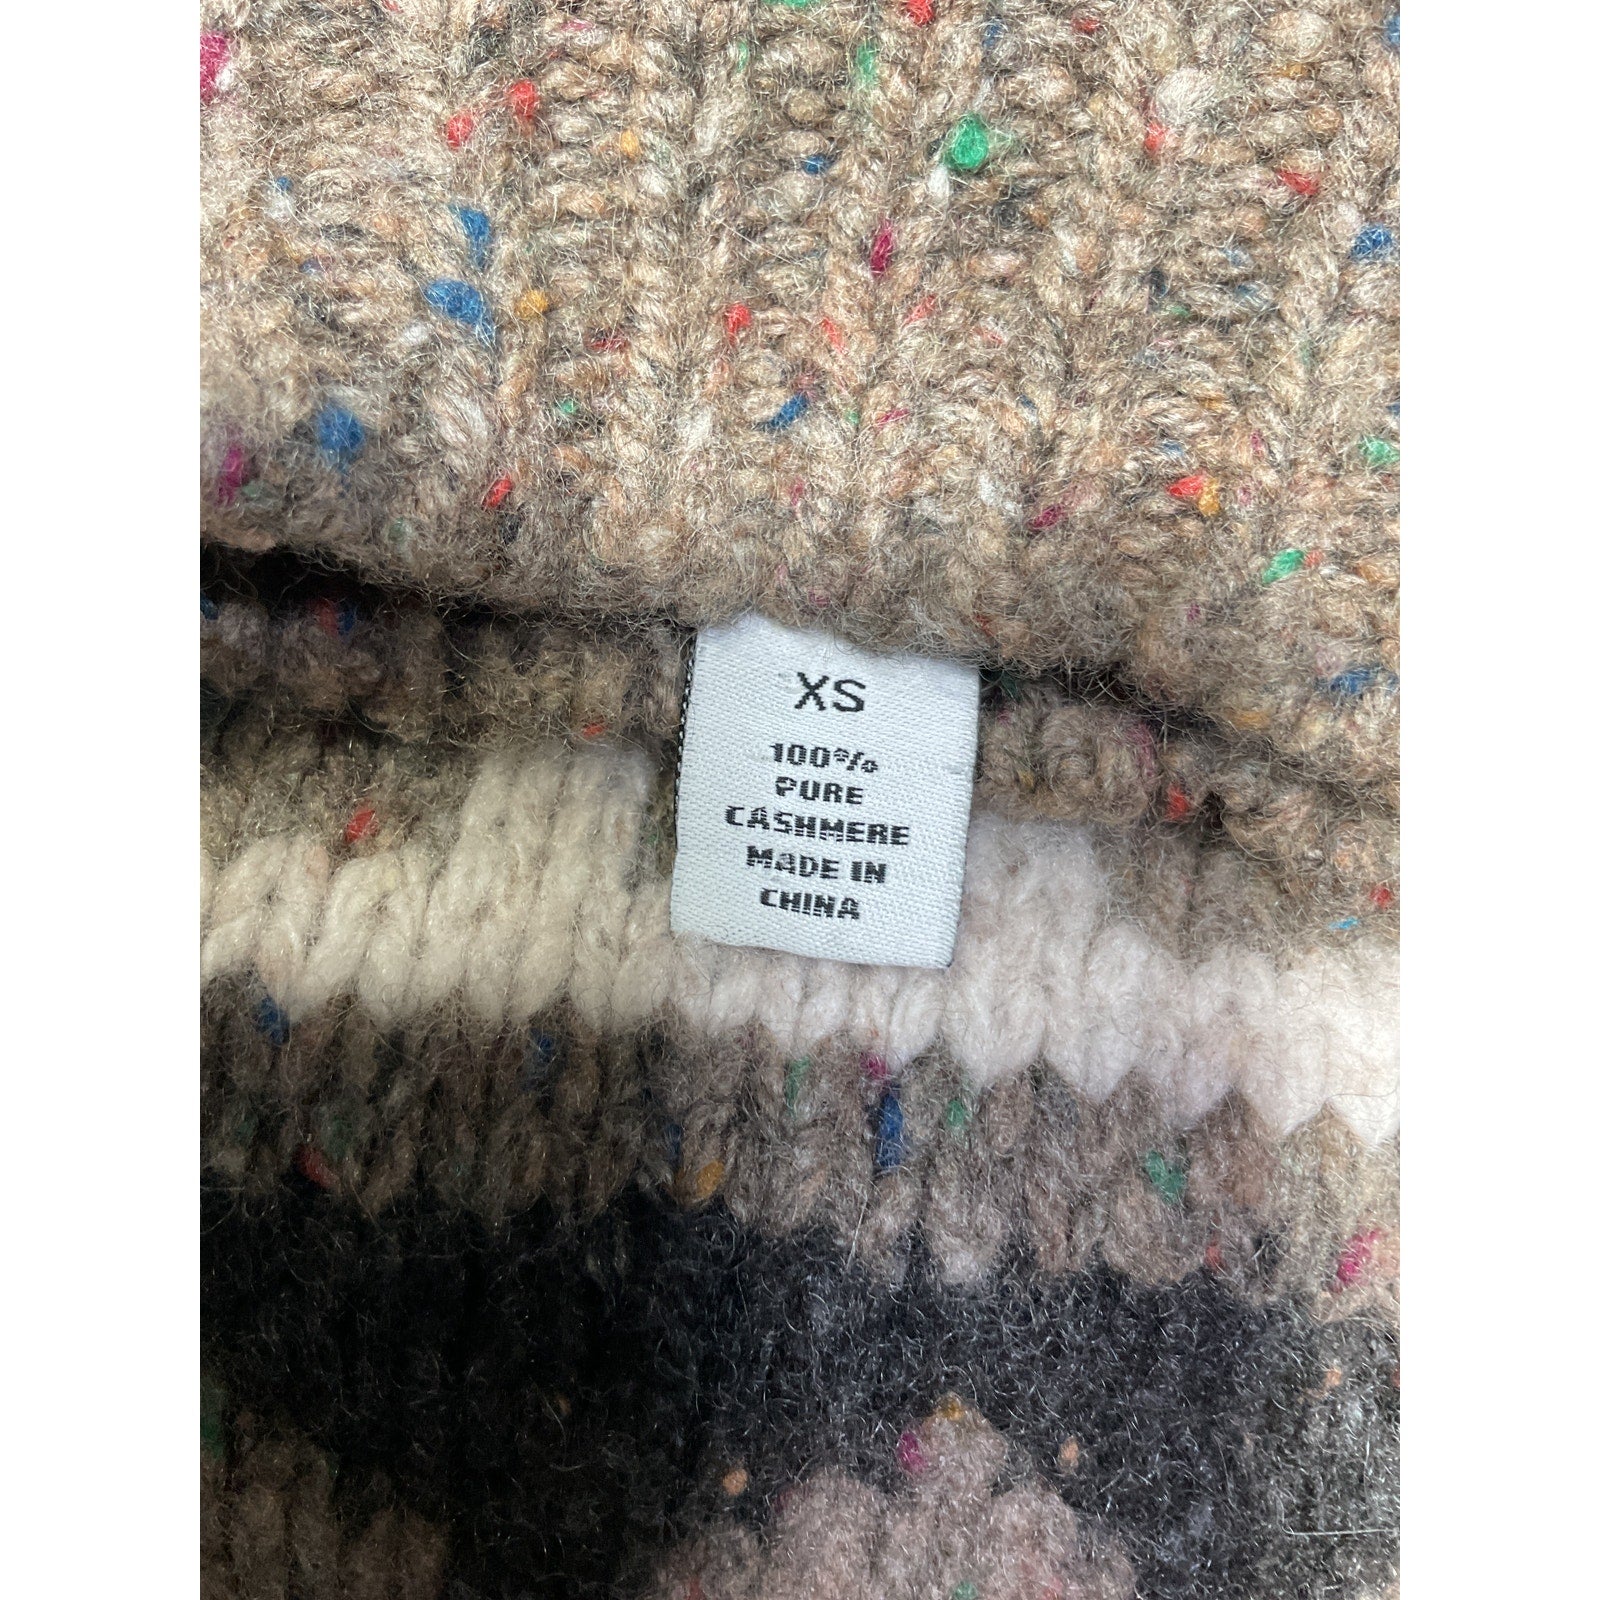 XS
100%
PURE
CASHMERE
MADE IN
CHINA